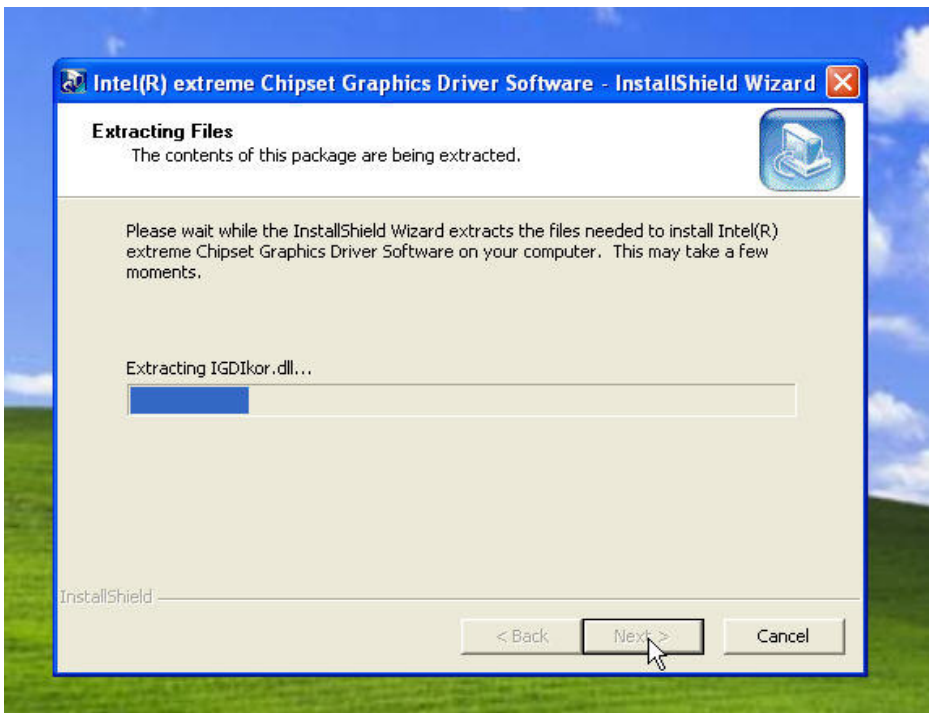 Intel(R) extreme Chipset Graphics Driver Software - InstallShield Wizard
Extracting Files
The contents of this package are being extracted.
Please wait while the InstallShield Wizard extracts the files needed to install Intel(R)
extreme Chipset Graphics Driver Software on your computer.  This may take a few
moments.
Extracting IGDIkor.dll...
InstallShield
< Back
Next >
Cancel